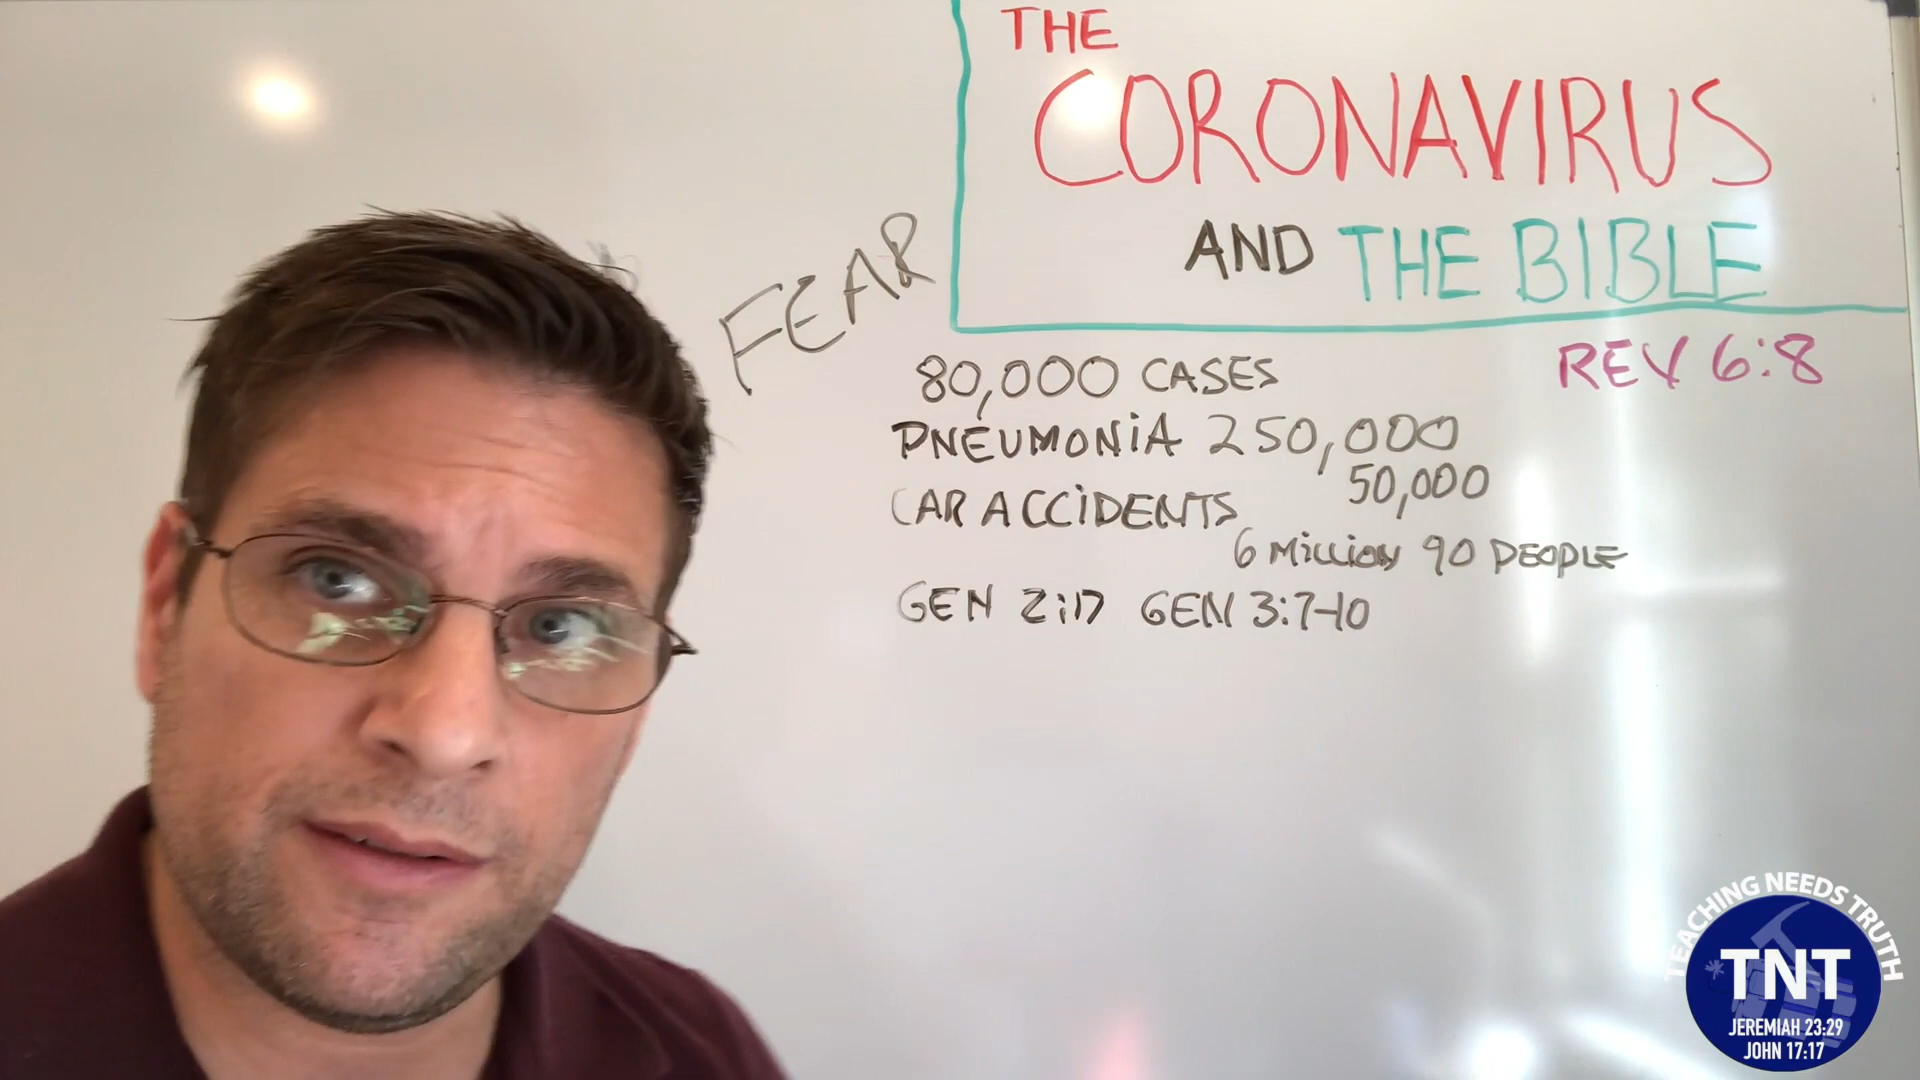 THE
CORONAVIRUS
AND THE BIBLE
FEAR
REV 6:8
80,000 CASES
PNEUMONIA 250,000
50,000
CAR ACCIDENTS
6 MILLION 90 PEOPLE
GEN 2:17 GEN 3:7-10
TEACHING NEEDS TRUTH
TNT
JEREMIAH 23:29
JOHN 17:17